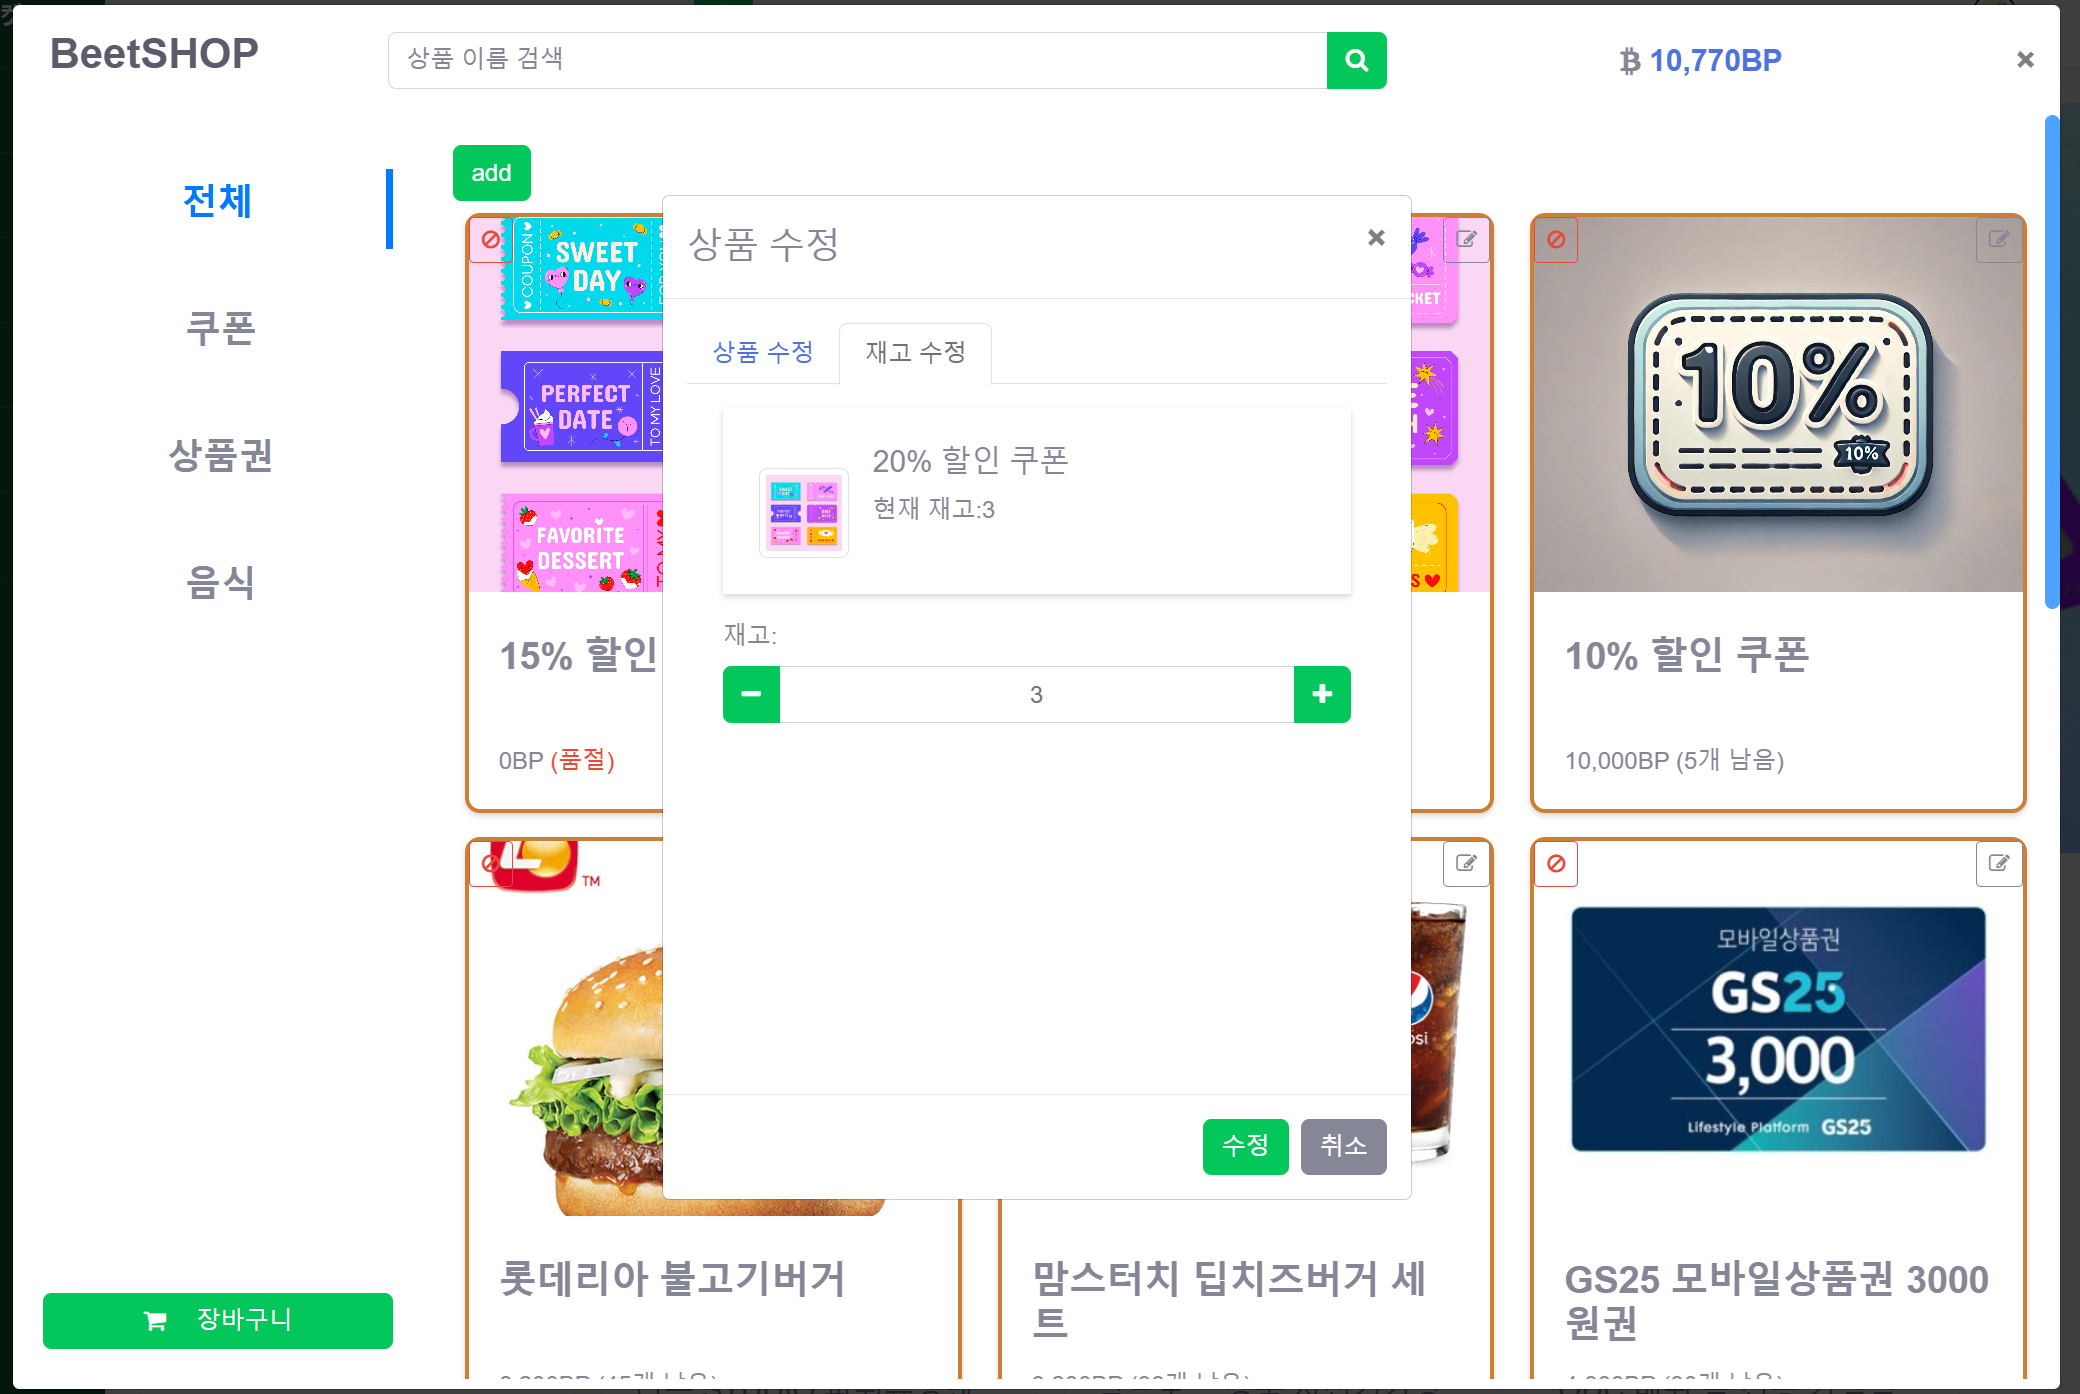 BeetSHOP
상품 이름 검색
10,770BP
전체
쿠폰
상품권
음식
장바구니
add
COUPON
SWEET
DAY
PERFECT
DATE
TO MY LOVE
FAVORITE
DESSERT
15% 할인
0BP (품절)
상품 수정
상품 수정
재고 수정
20% 할인 쿠폰
현재 재고:3
재고:
3
수정
취소
10%
10%
10% 할인 쿠폰
10,000BP (5개 남음)
TM
롯데리아 불고기버거
맘스터치 딥치즈버거 세
트
모바일상품권
GS25
3,000
Lifestyle Platform GS25
GS25 모바일상품권 3000
원권